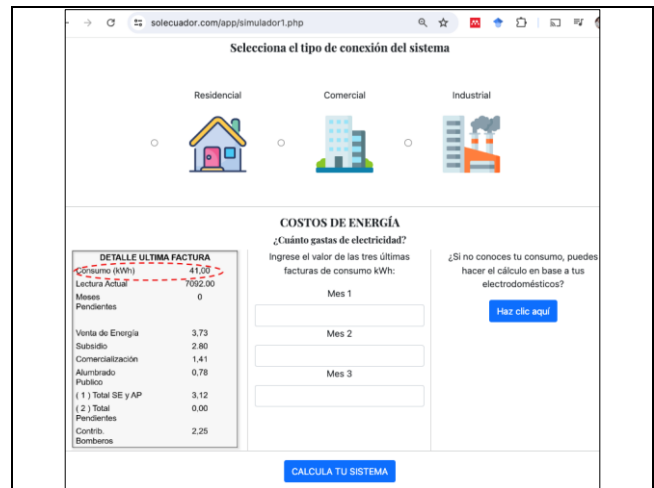 solecuador.com/app/simulador1.php
Selecciona el tipo de conexión del sistema
Residencial
Comercial
Industrial
COSTOS DE ENERGÍA
¿Cuánto gastas de electricidad?
DETALLE ULTIMA FACTURA
Consumo (kWh) 41,00
Lectura Actual 7092.00
Meses 0
Pendientes
Venta de Energía 3,73
Subsidio 2.80
Comercialización 1,41
Alumbrado 0,78
Publico
( 1 ) Total SE y AP 3,12
( 2 ) Total 0,00
Pendientes
Contrib. 2,25
Bomberos
Ingrese el valor de las tres últimas
facturas de consumo kWh:
Mes 1
Mes 2
Mes 3
¿Si no conoces tu consumo, puedes
hacer el cálculo en base a tus
electrodomésticos?
Haz clic aquí
CALCULA TU SISTEMA